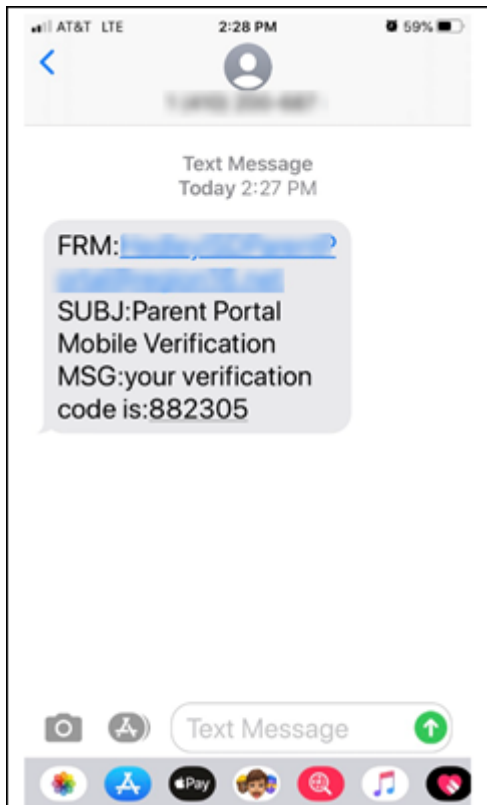 AT&T LTE 2:28 PM 59%
Text Message
Today 2:27 PM
FRM:
SUBJ:Parent Portal
Mobile Verification
MSG:your verification
code is:882305
Text Message
Pay